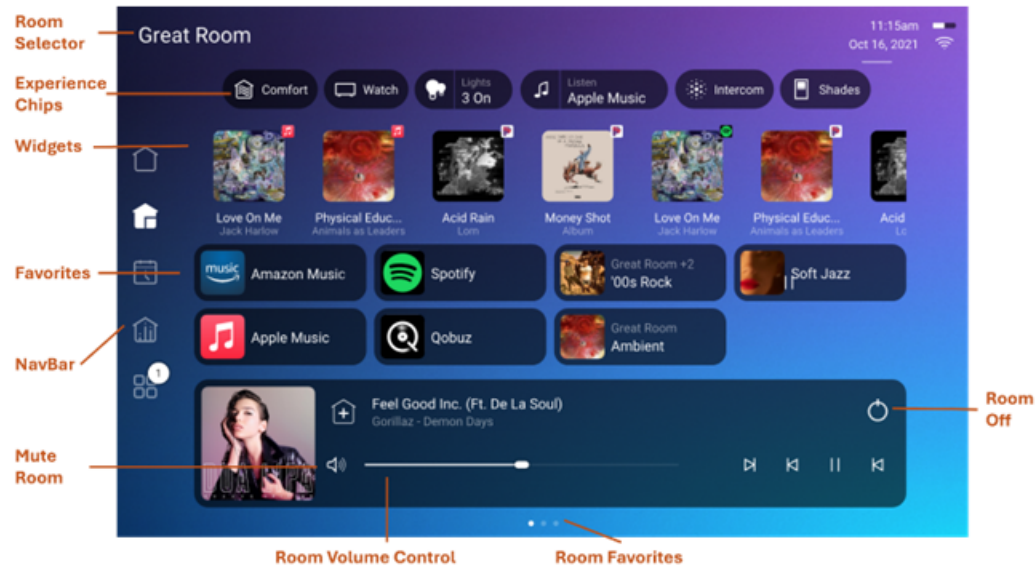 Room
Selector
Great Room
11:15am
Oct 16, 2021
Experience
Chips
Comfort
Watch
Lights
3 On
Listen
Apple Music
Intercom
Shades
Widgets
Love On Me
Jack Harlow
Physical Educ...
Animals as Leaders
Acid Rain
Lorn
Money Shot
Album
Love On Me
Jack Harlow
Physical Educ...
Animals as Leaders
Acid
Lo
Favorites
music
Amazon Music
Spotify
Great Room +2
'00s Rock
Soft Jazz
NavBar
Apple Music
Qobuz
Great Room
Ambient
1
Feel Good Inc. (Ft. De La Soul)
Gorillaz - Demon Days
Room
Off
Mute
Room
DUA LIPA
Room Volume Control
Room Favorites